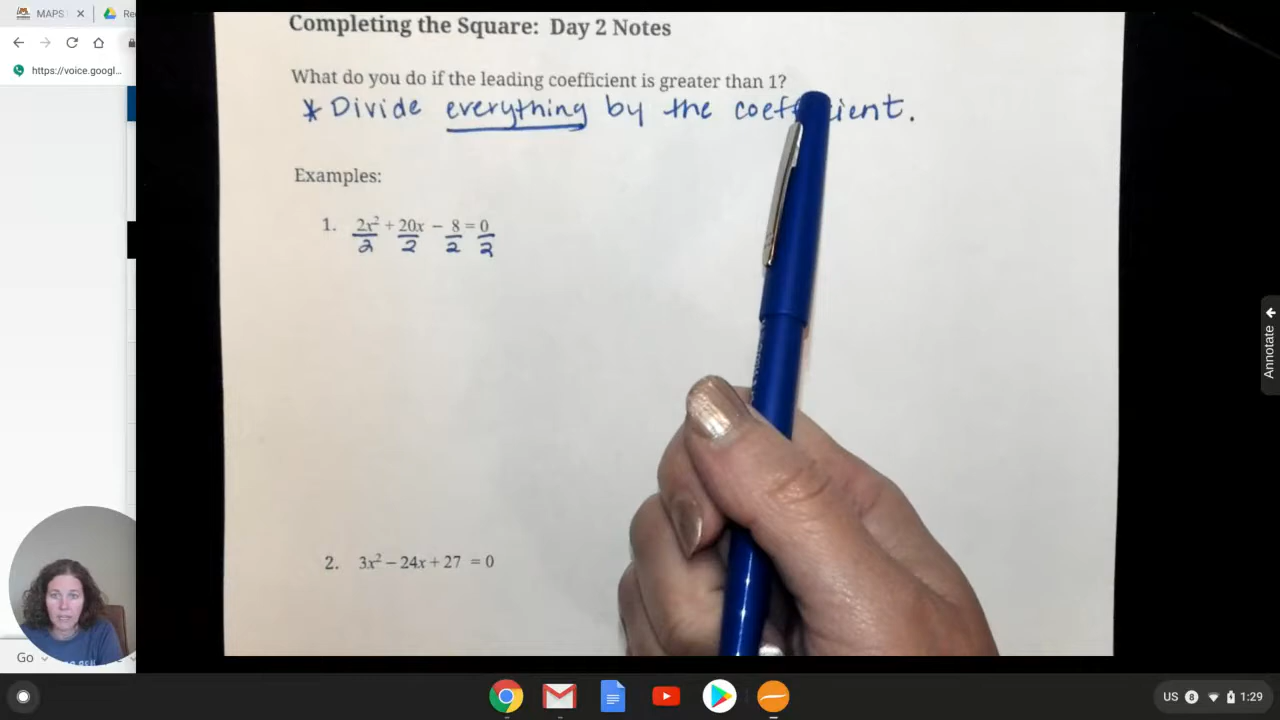 MAPS
Rec
https://voice.googl...
Completing the Square: Day 2 Notes
What do you do if the leading coefficient is greater than 1?
* Divide everything by the coefficient.
Examples:
1. 2x²/2 + 20x/2 − 8/2 = 0/2
2. 3x² − 24x + 27 = 0
Annotate
Go
US 8 1:29